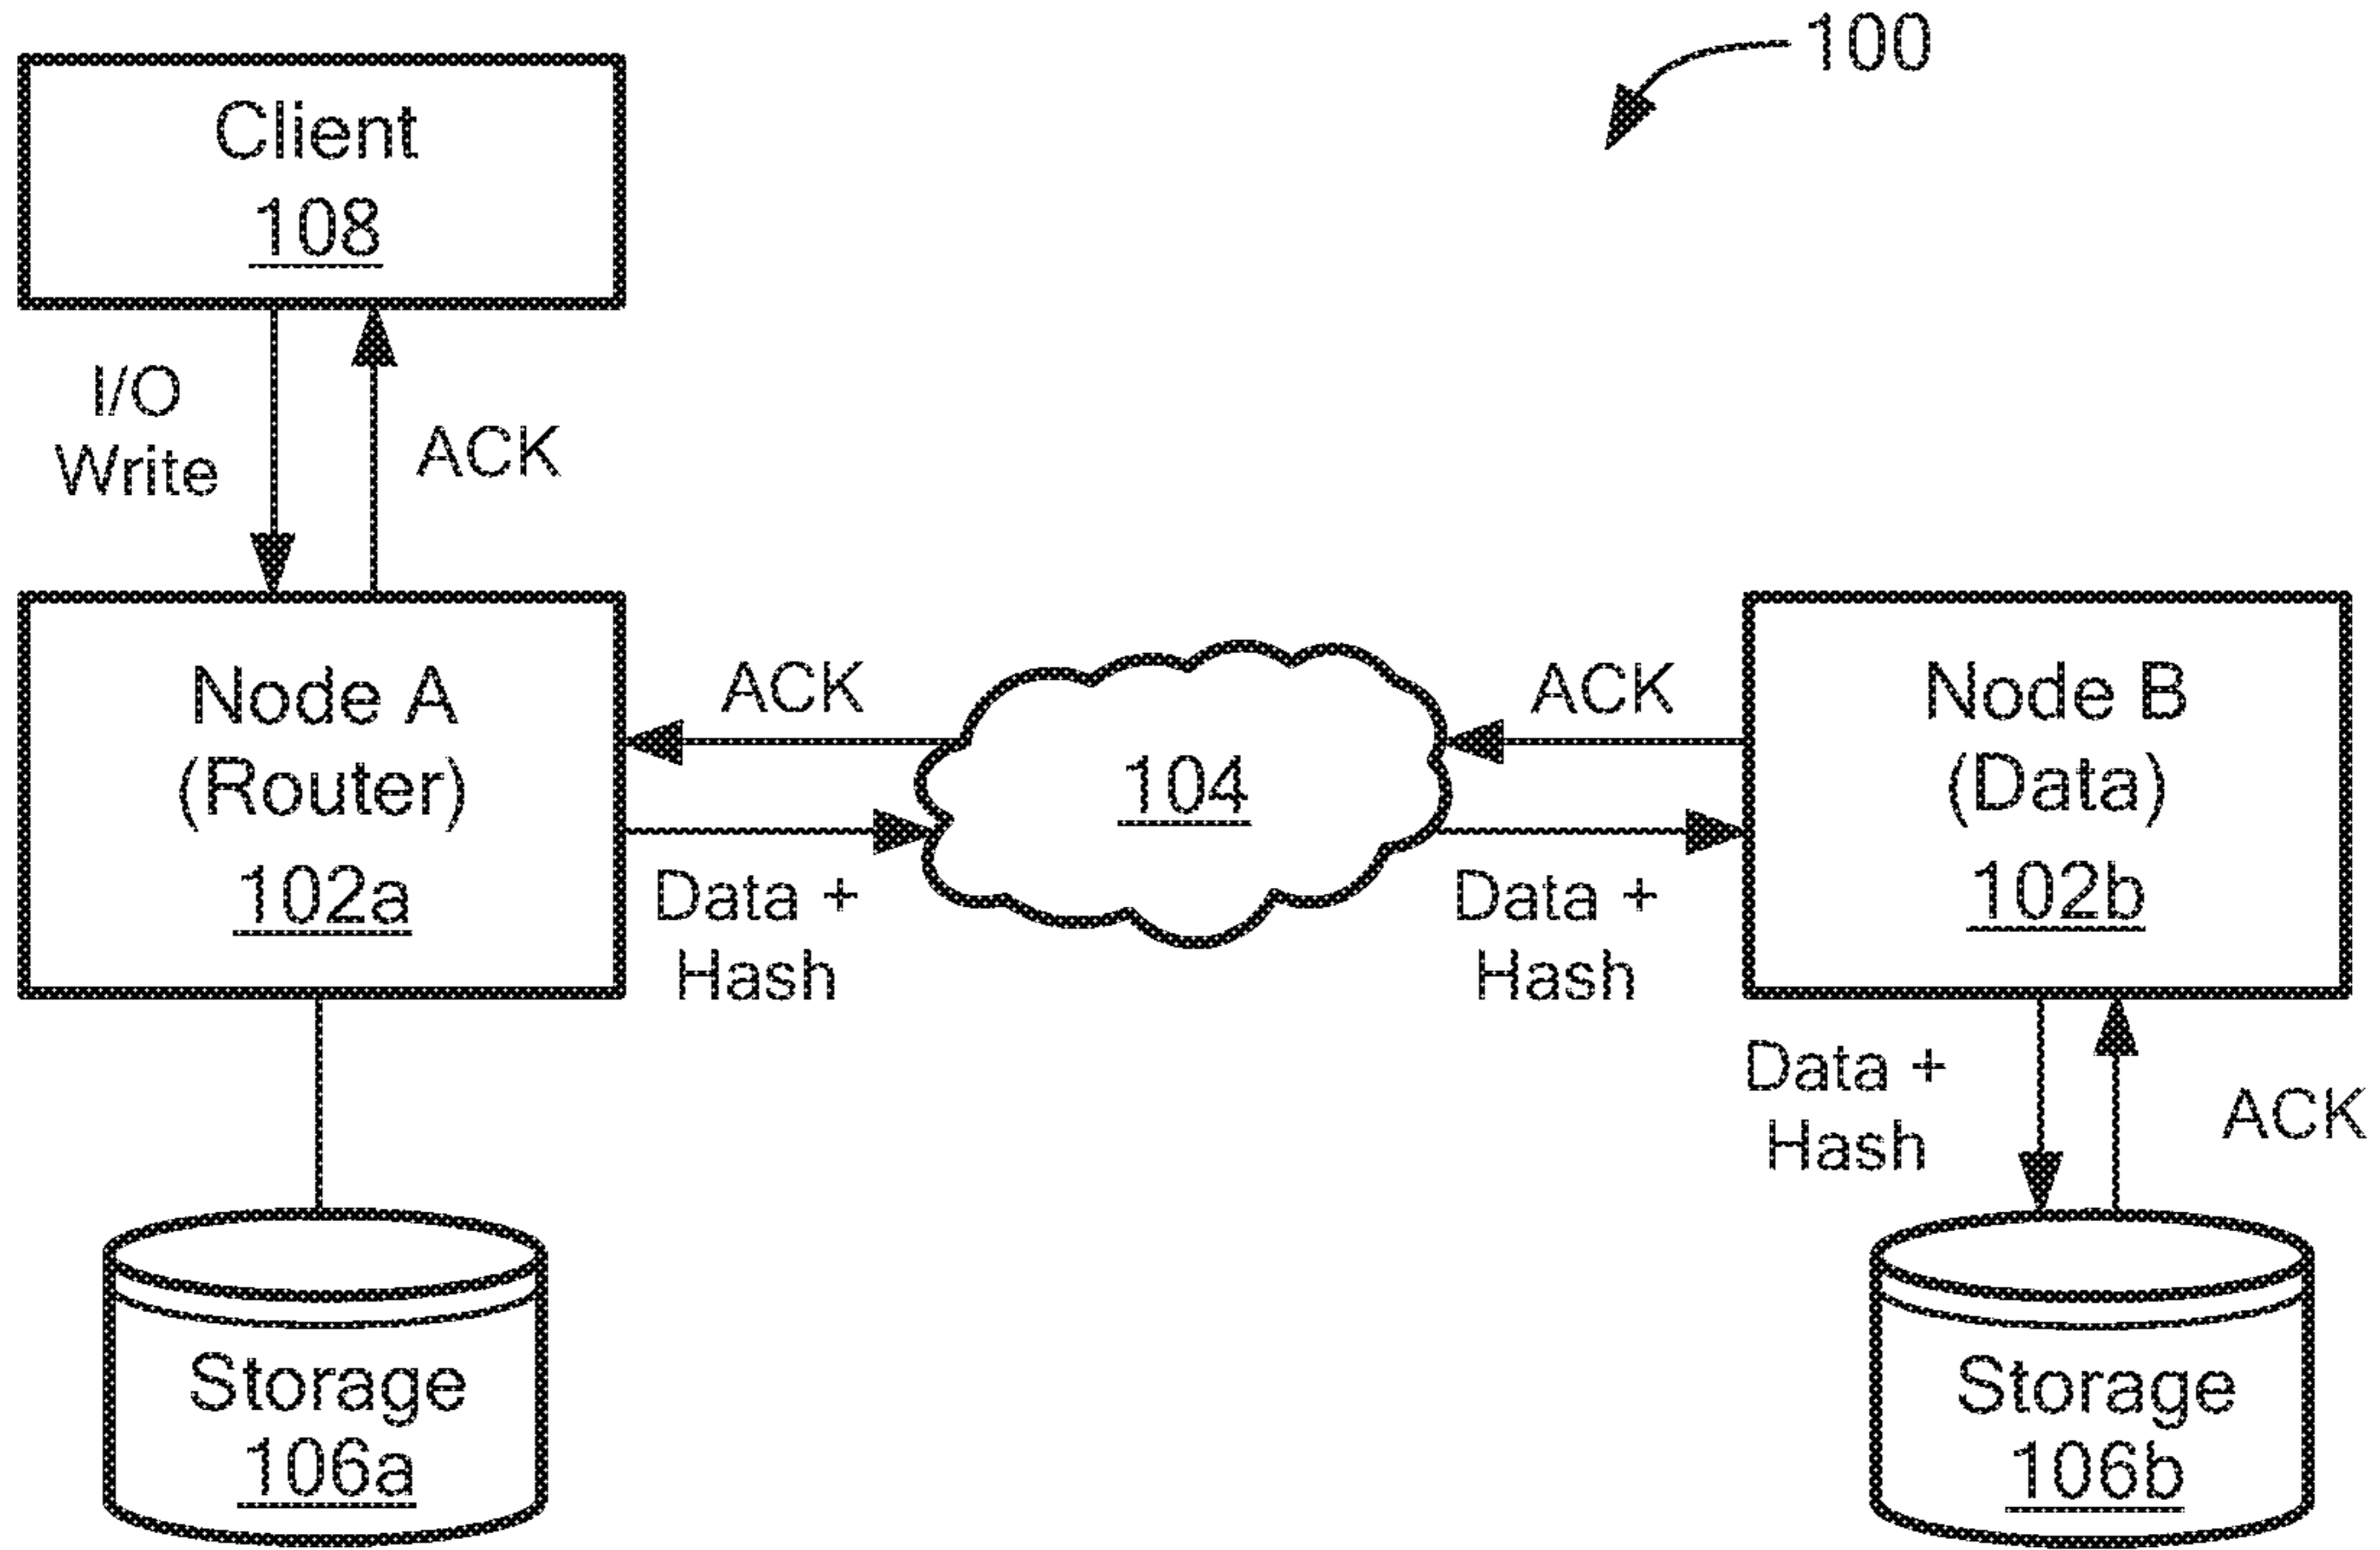 100
Client
108
I/O
Write
ACK
Node A
(Router)
102a
ACK
Data +
Hash
104
ACK
Data +
Hash
Node B
(Data)
102b
Data +
Hash
ACK
Storage
106a
Storage
106b